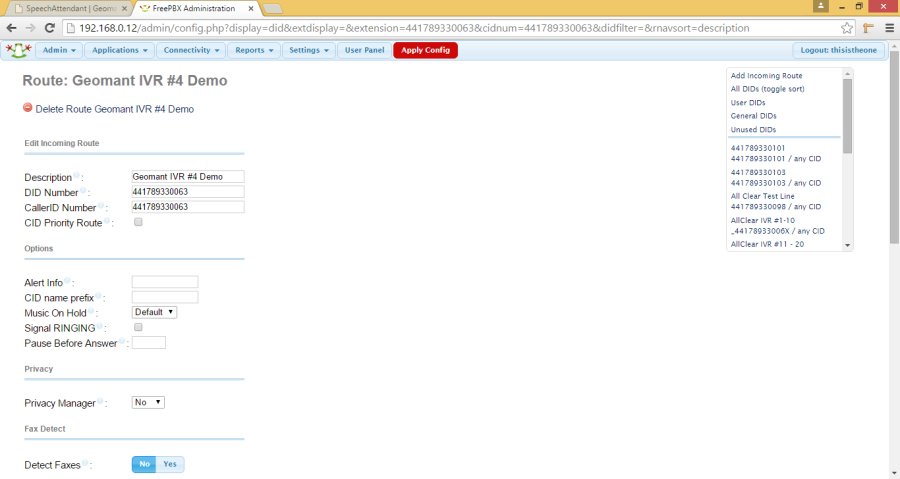 SpeechAttendant | Geoma
FreePBX Administration
192.168.0.12/admin/config.php?display=did&extdisplay=&extension=441789330063&cidnum=441789330063&didfilter=&rnavsort=description
Admin Applications Connectivity Reports Settings User Panel Apply Config Logout: thisistheone
Route: Geomant IVR #4 Demo
Delete Route Geomant IVR #4 Demo
Edit Incoming Route
Description: Geomant IVR #4 Demo
DID Number: 441789330063
CallerID Number: 441789330063
CID Priority Route:
Options
Alert Info:
CID name prefix:
Music On Hold: Default
Signal RINGING:
Pause Before Answer:
Privacy
Privacy Manager: No
Fax Detect
Detect Faxes: No Yes
Add Incoming Route
All DIDs (toggle sort)
User DIDs
General DIDs
Unused DIDs
441789330101
441789330101 / any CID
441789330103
441789330103 / any CID
All Clear Test Line
441789330098 / any CID
AllClear IVR #1-10
_44178933006X / any CID
AllClear IVR #11 - 20